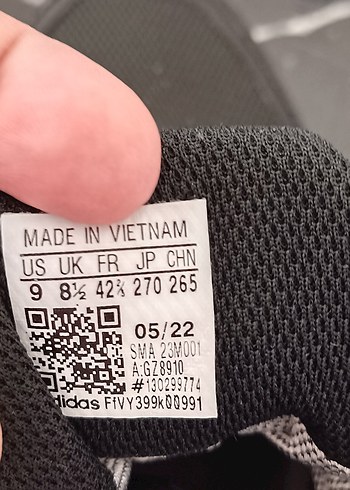 MADE IN VIETNAM
US UK FR JP CHN
9 8½ 42⅔ 270 265
05/22
SMA 23M001
A:GZ8910
#130299774
adidas FfVY399k00991